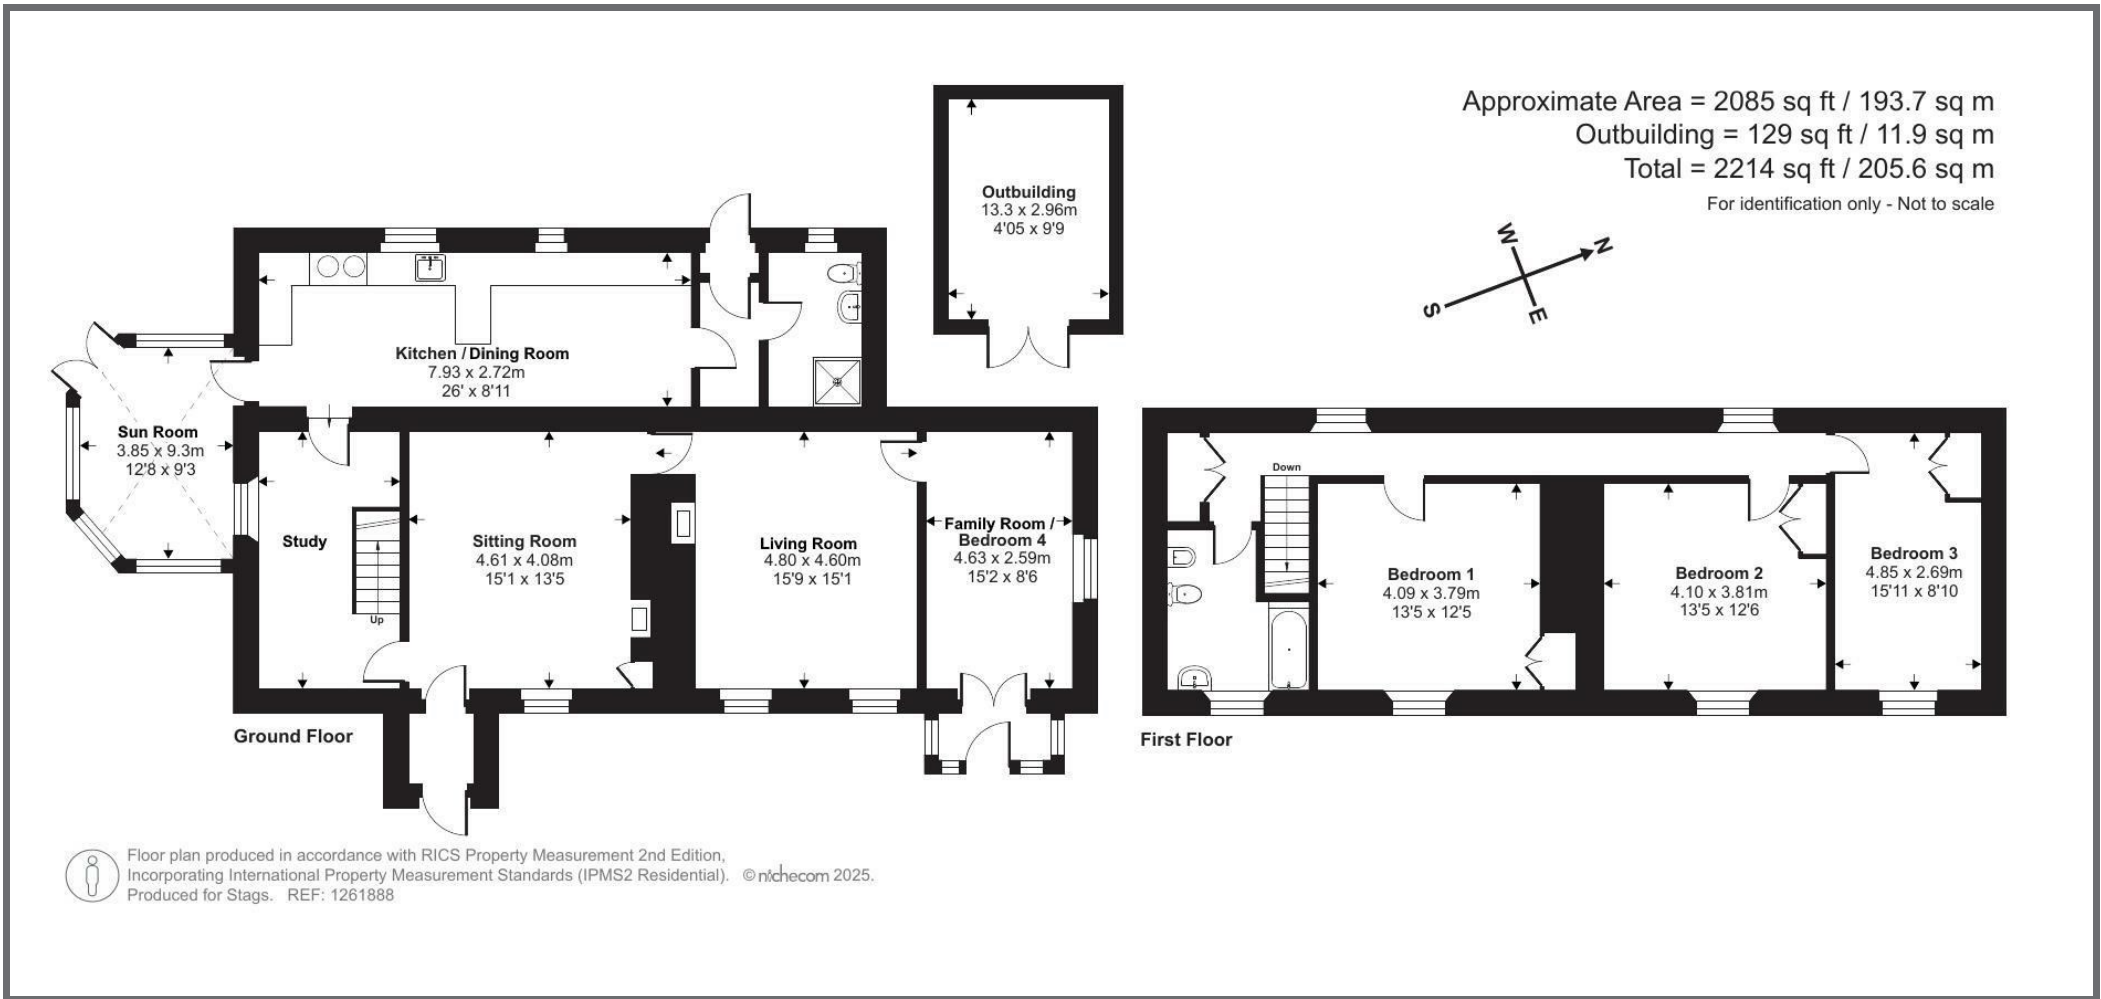 Approximate Area = 2085 sq ft / 193.7 sq m
Outbuilding = 129 sq ft / 11.9 sq m
Total = 2214 sq ft / 205.6 sq m
For identification only - Not to scale
W
N
S
E
Outbuilding
13.3 x 2.96m
4'05 x 9'9
Kitchen / Dining Room
7.93 x 2.72m
26' x 8'11
Sun Room
3.85 x 9.3m
12'8 x 9'3
Study
Up
Sitting Room
4.61 x 4.08m
15'1 x 13'5
Living Room
4.80 x 4.60m
15'9 x 15'1
Family Room /
Bedroom 4
4.63 x 2.59m
15'2 x 8'6
Ground Floor
Down
Bedroom 1
4.09 x 3.79m
13'5 x 12'5
Bedroom 2
4.10 x 3.81m
13'5 x 12'6
Bedroom 3
4.85 x 2.69m
15'11 x 8'10
First Floor
Floor plan produced in accordance with RICS Property Measurement 2nd Edition,
Incorporating International Property Measurement Standards (IPMS2 Residential). © nichecom 2025.
Produced for Stags. REF: 1261888